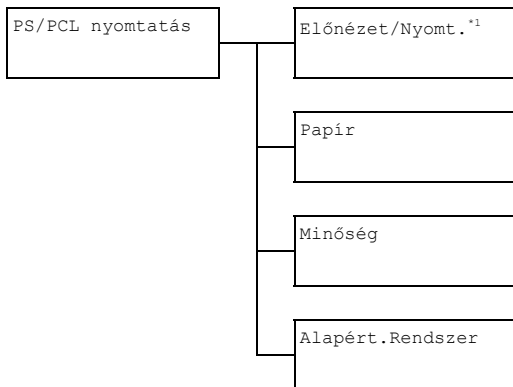 PS/PCL nyomtatás
Előnézet/Nyomt.*1
Papír
Minőség
Alapért.Rendszer